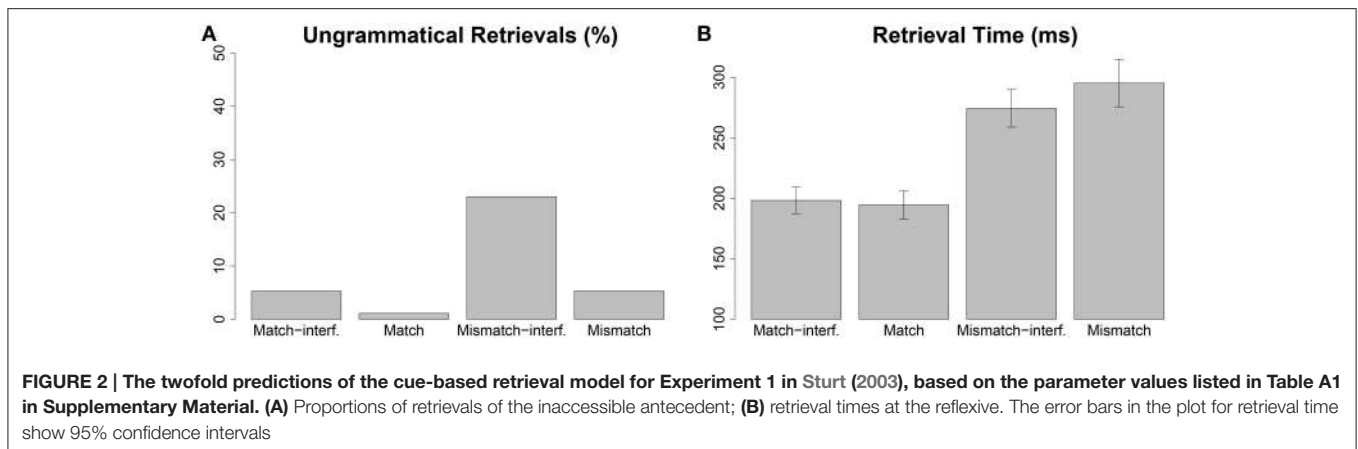 A
Ungrammatical Retrievals (%)
50
40
30
20
10
0
Match−interf.
Match
Mismatch−interf.
Mismatch
B
Retrieval Time (ms)
300
250
200
150
100
Match−interf.
Match
Mismatch−interf.
Mismatch
FIGURE 2 | The twofold predictions of the cue-based retrieval model for Experiment 1 in Sturt (2003), based on the parameter values listed in Table A1
in Supplementary Material. (A) Proportions of retrievals of the inaccessible antecedent; (B) retrieval times at the reflexive. The error bars in the plot for retrieval time
show 95% confidence intervals